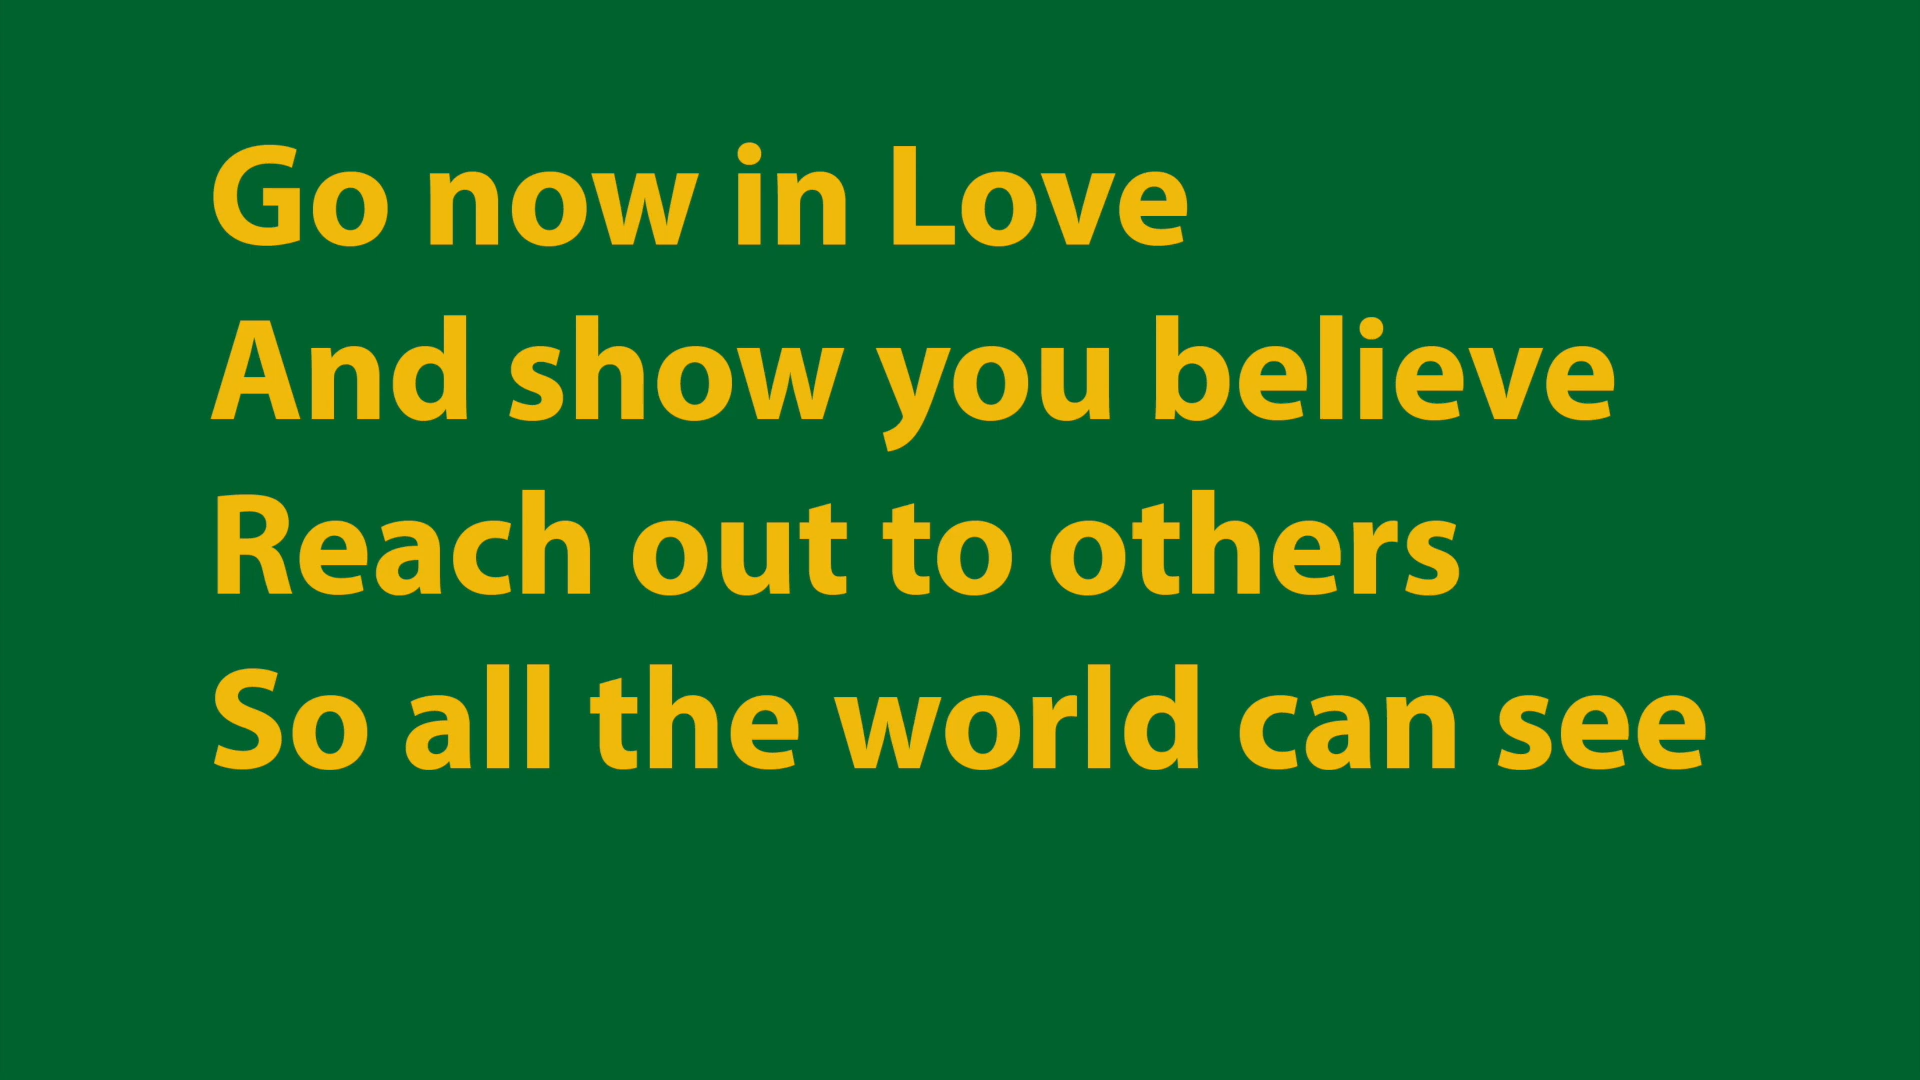 Go now in Love
And show you believe
Reach out to others
So all the world can see